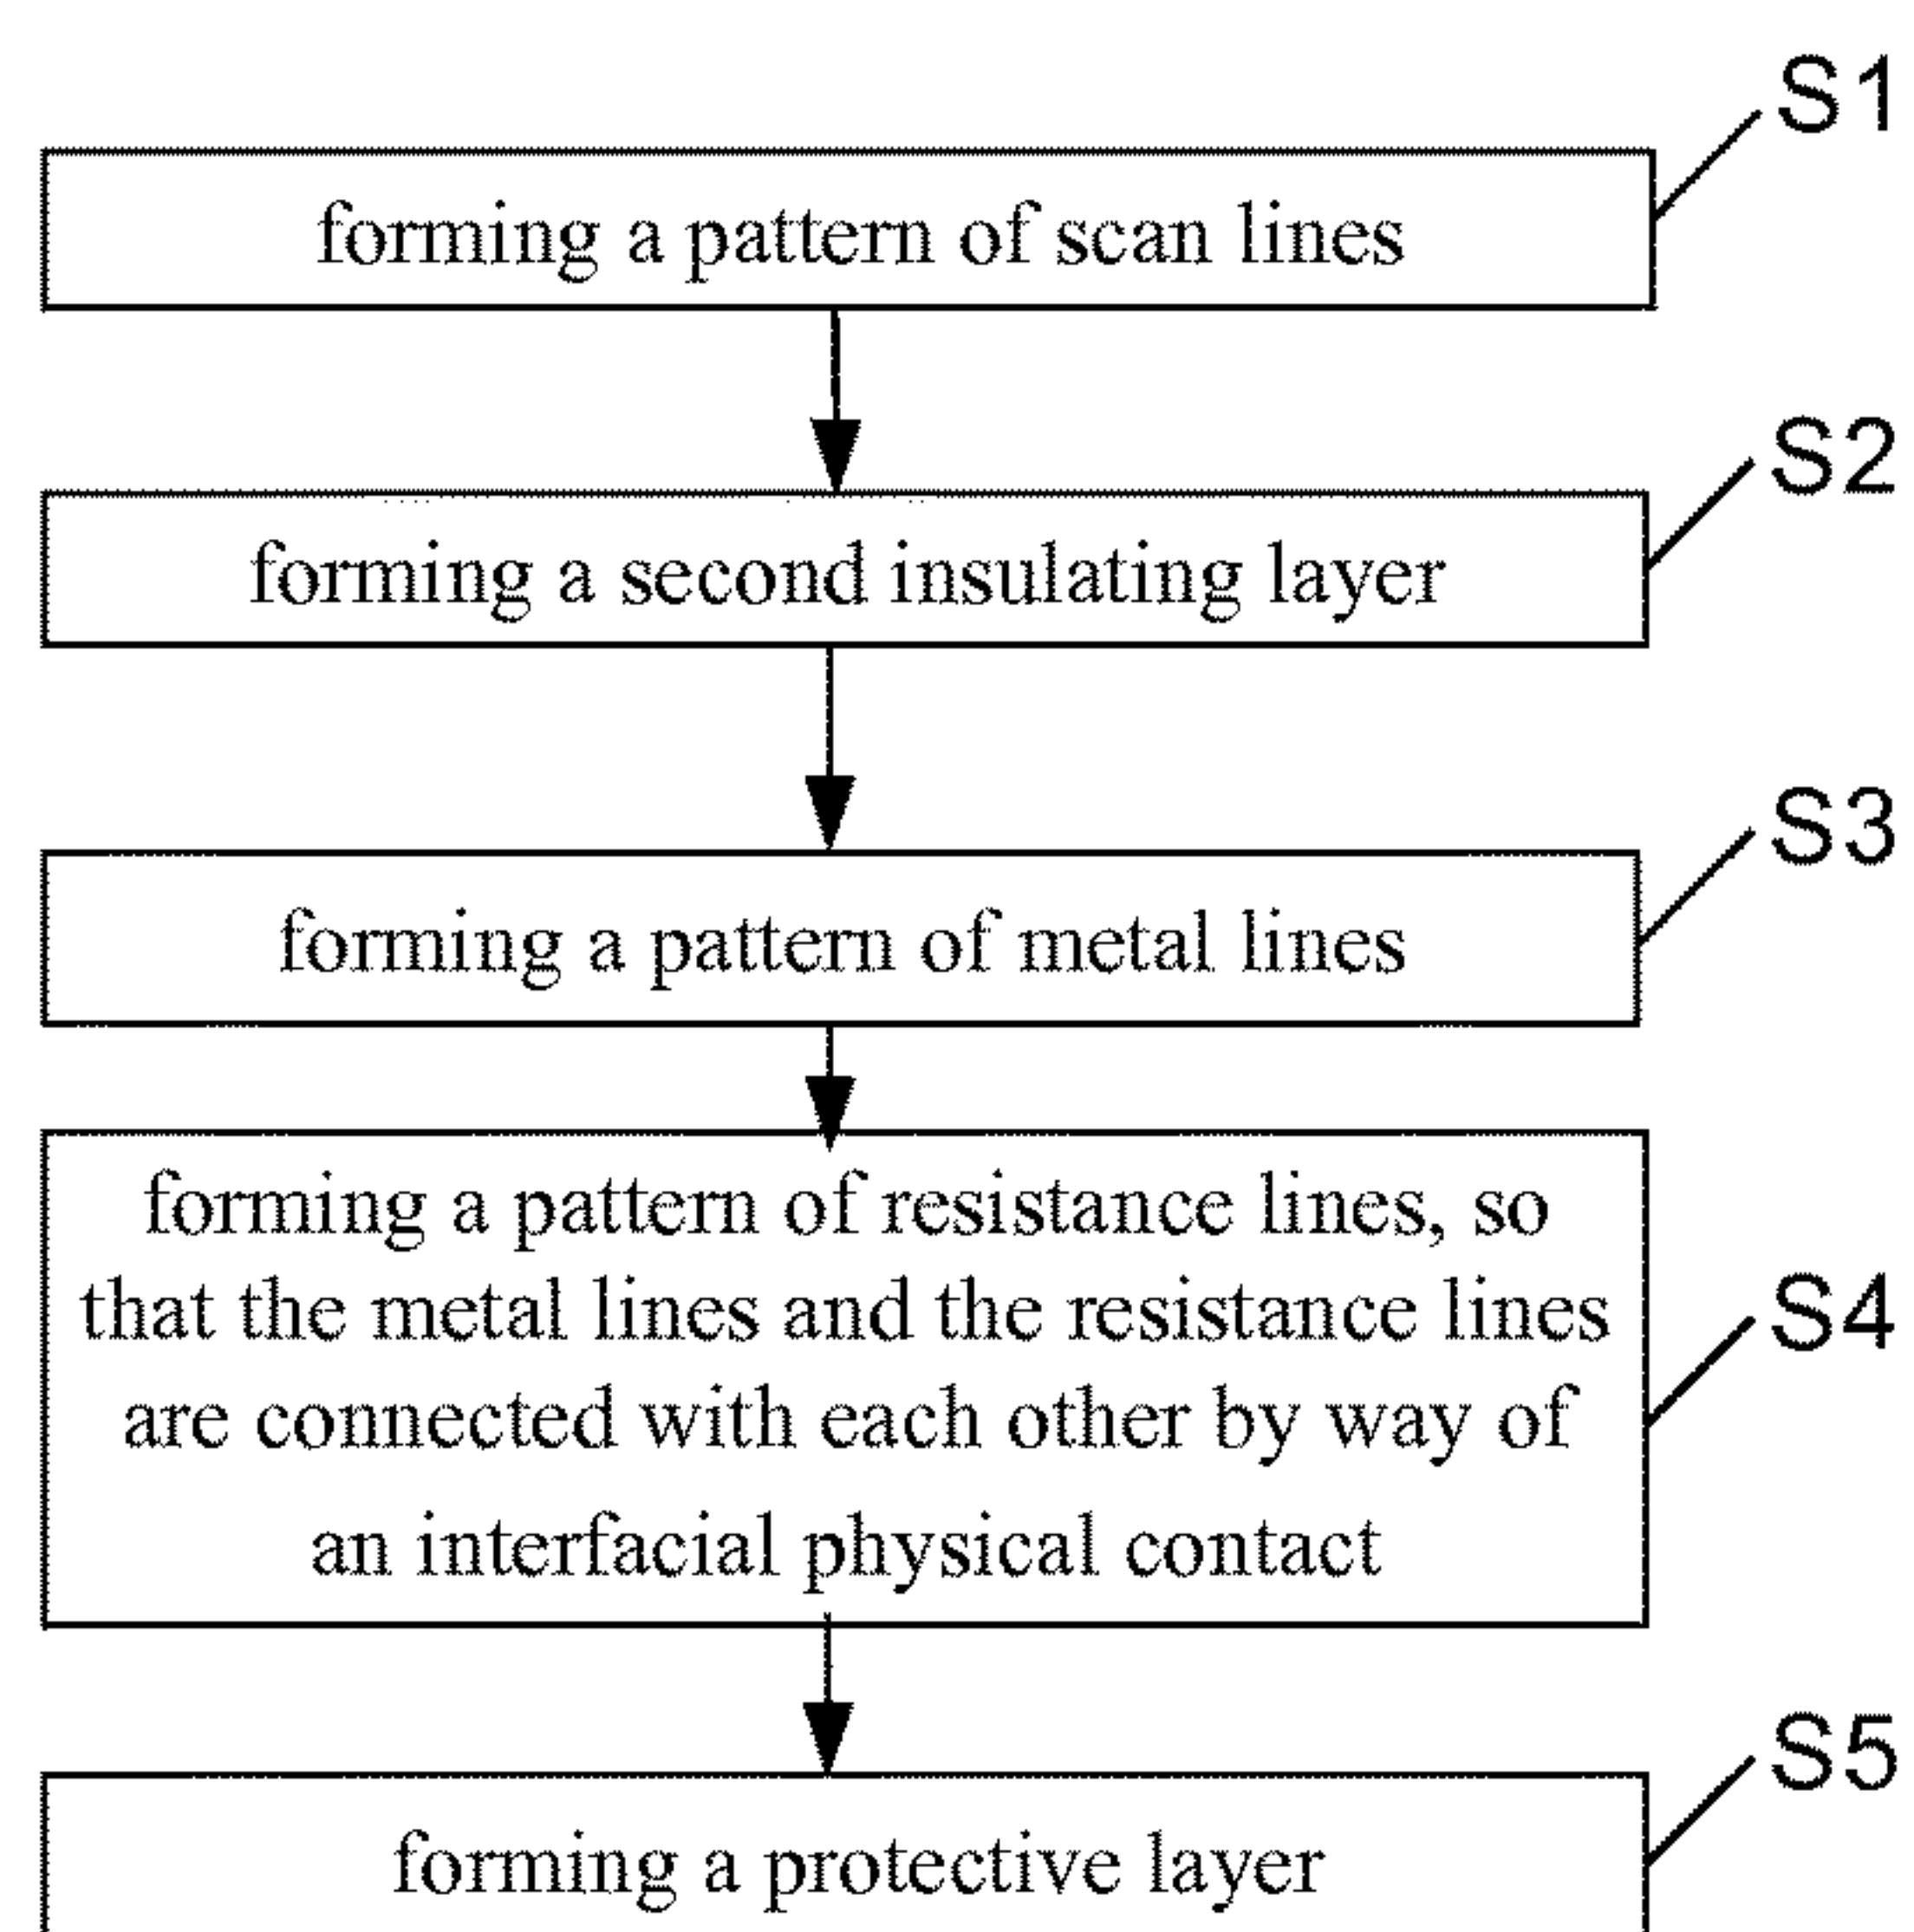 S1
forming a pattern of scan lines
S2
forming a second insulating layer
S3
forming a pattern of metal lines
forming a pattern of resistance lines, so
that the metal lines and the resistance lines
S4
are connected with each other by way of
an interfacial physical contact
S5
forming a protective layer